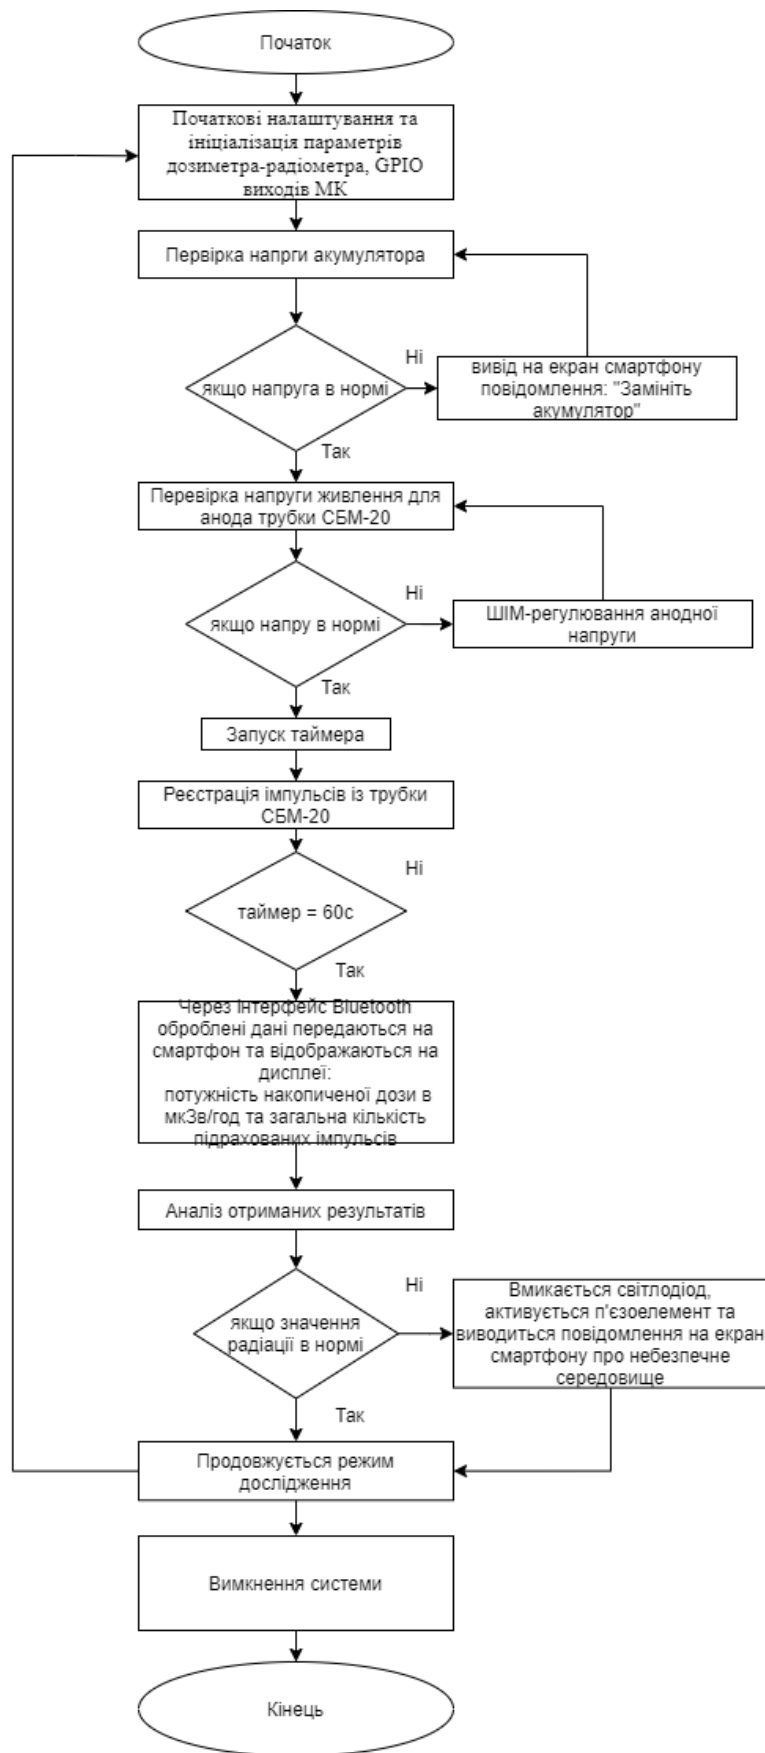 Початок
Початкові налаштування та
ініціалізація параметрів
дозиметра-радіометра, GPIO
виходів МК
Первірка напрги акумулятора
якщо напруга в нормі
Ні
вивід на екран смартфону
повідомлення: "Замініть
акумулятор"
Так
Перевірка напруги живлення для
анода трубки СБМ-20
якщо напру в нормі
Ні
ШІМ-регулювання анодної
напруги
Так
Запуск таймера
Реєстрація імпульсів із трубки
СБМ-20
Ні
таймер = 60с
Так
Через інтерфейс Bluetooth
оброблені дані передаються на
смартфон та відображаються на
дисплеї:
потужність накопиченої дози в
мкЗв/год та загальна кількість
підрахованих імпульсів
Аналіз отриманих результатів
якщо значення
радіації в нормі
Ні
Вмикається світлодіод,
активується п'єзоелемент та
виводиться повідомлення на екран
смартфону про небезпечне
середовище
Так
Продовжується режим
дослідження
Вимкнення системи
Кінець